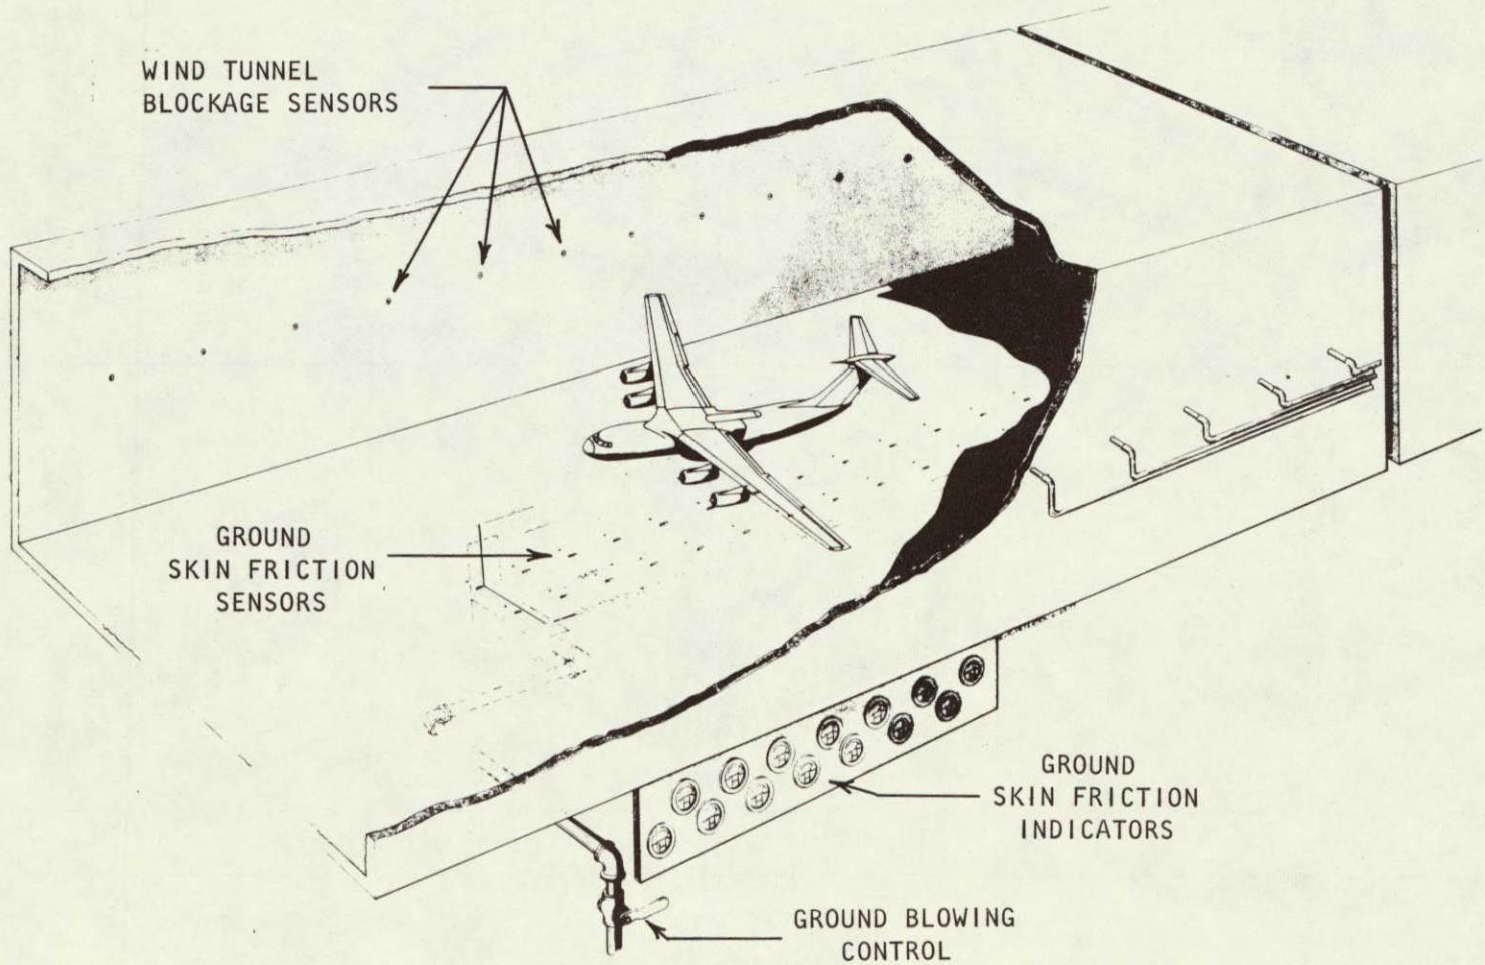 WIND TUNNEL
BLOCKAGE SENSORS
GROUND
SKIN FRICTION
SENSORS
GROUND
SKIN FRICTION
INDICATORS
GROUND BLOWING
CONTROL